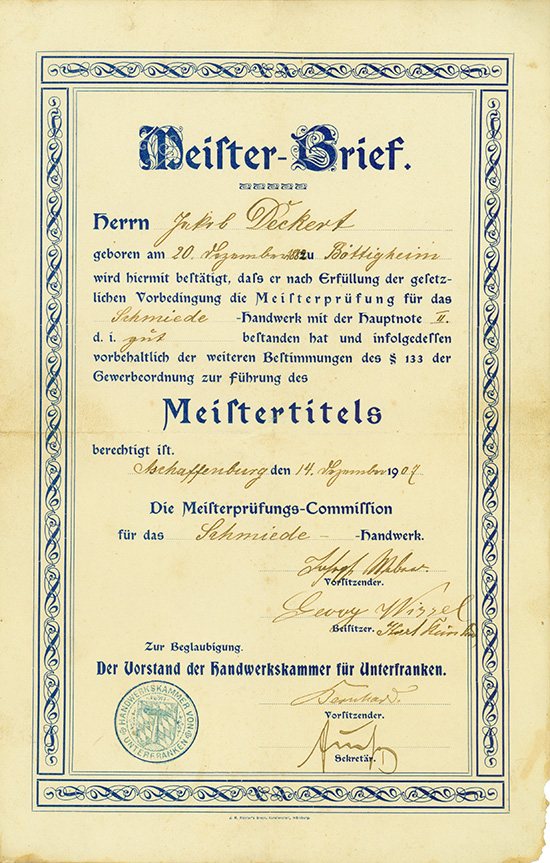 Meister-Brief.
Herrn Jakob Deckert
geboren am 20. Dezember 1882 zu Böttigheim
wird hiermit bestätigt, daſs er nach Erfüllung der gesetz-
lichen Vorbedingung die Meisterprüfung für das
Schmiede -Handwerk mit der Hauptnote II.
d. i. gut bestanden hat und infolgedessen
vorbehaltlich der weiteren Bestimmungen des § 133 der
Gewerbeordnung zur Führung des
Meistertitels
berechtigt ist.
Aschaffenburg den 14. Dezember 1907
Die Meisterprüfungs-Commission
für das Schmiede - -Handwerk.
Vorsitzender.
Georg
Beisitzer.
Zur Beglaubigung.
Der Vorstand der Handwerkskammer für Unterfranken.
Bernhard.
Vorsitzender.
Sekretär.
HANDWERKSKAMMER VON UNTERFRANKEN